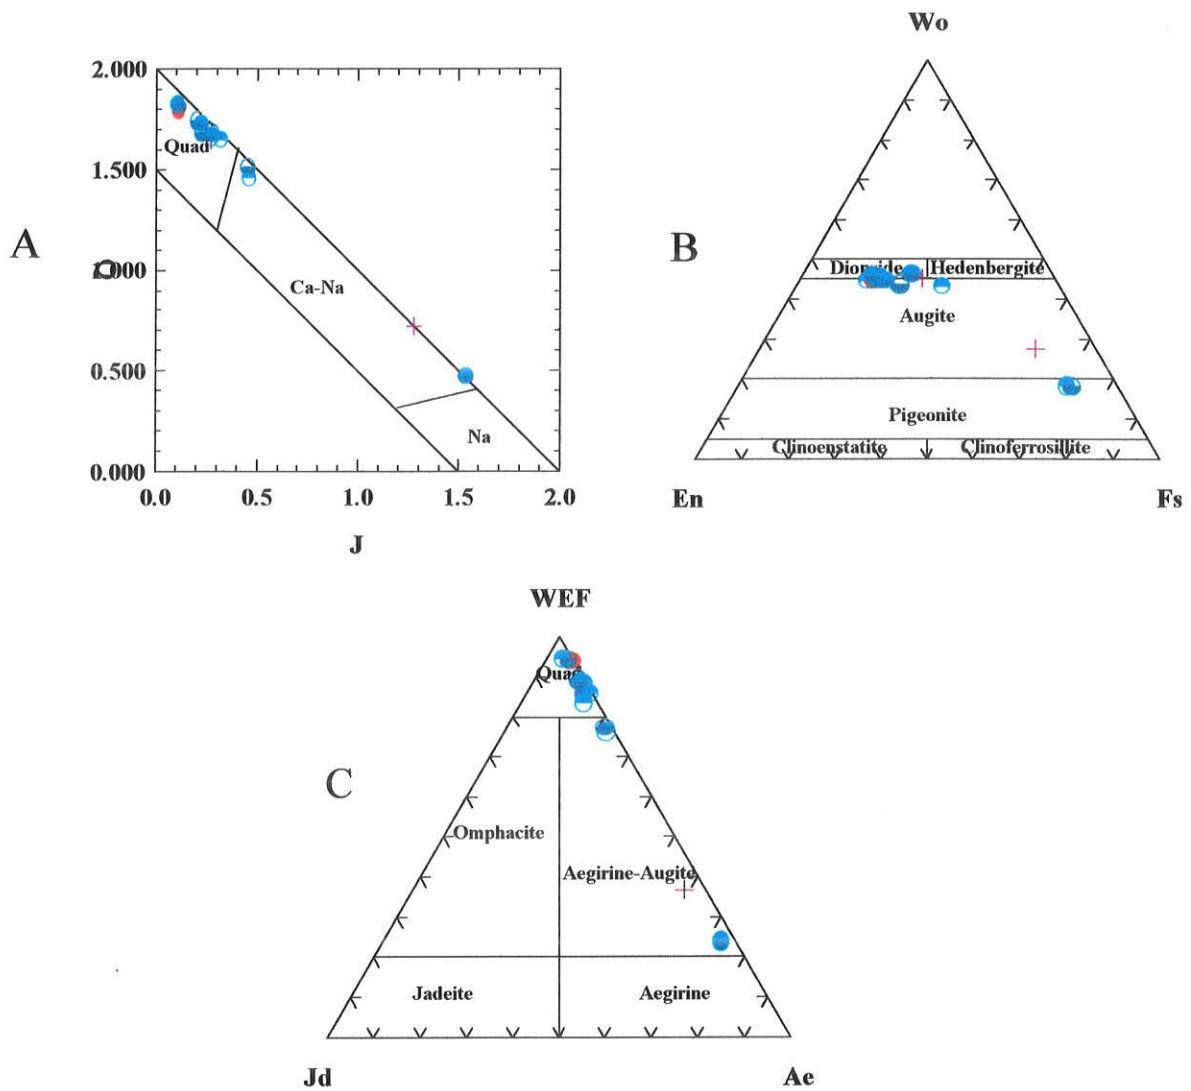 A
2.000
1.500
1.000
0.500
0.000
Q
Quad
Ca-Na
Na
0.0 0.5 1.0 1.5 2.0
J
B
Wo
Diopside Hedenbergite
Augite
Pigeonite
Clinoenstatite Clinoferrosillite
En Fs
C
WEF
Quad
Omphacite
Aegirine-Augite
Jadeite Aegirine
Jd Ae